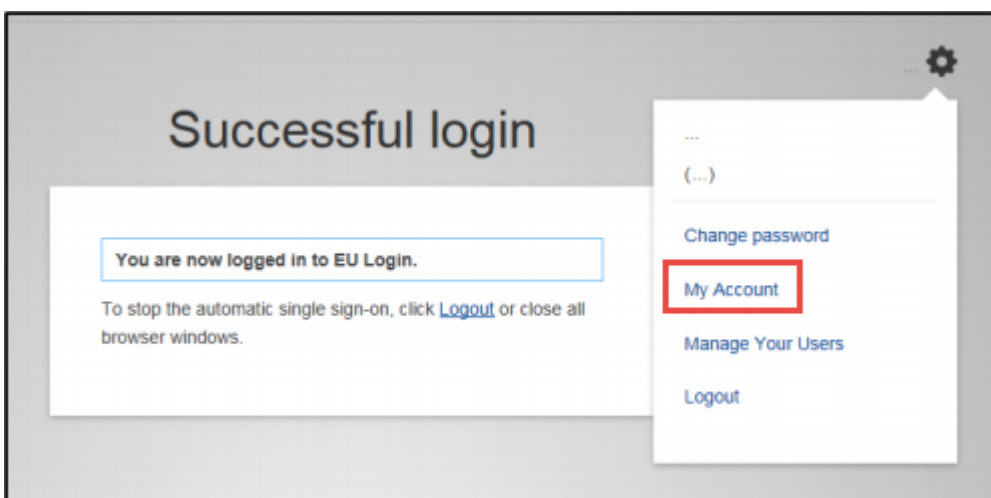 ...
Successful login
You are now logged in to EU Login.
To stop the automatic single sign-on, click Logout or close all
browser windows.
...
(...)
Change password
My Account
Manage Your Users
Logout